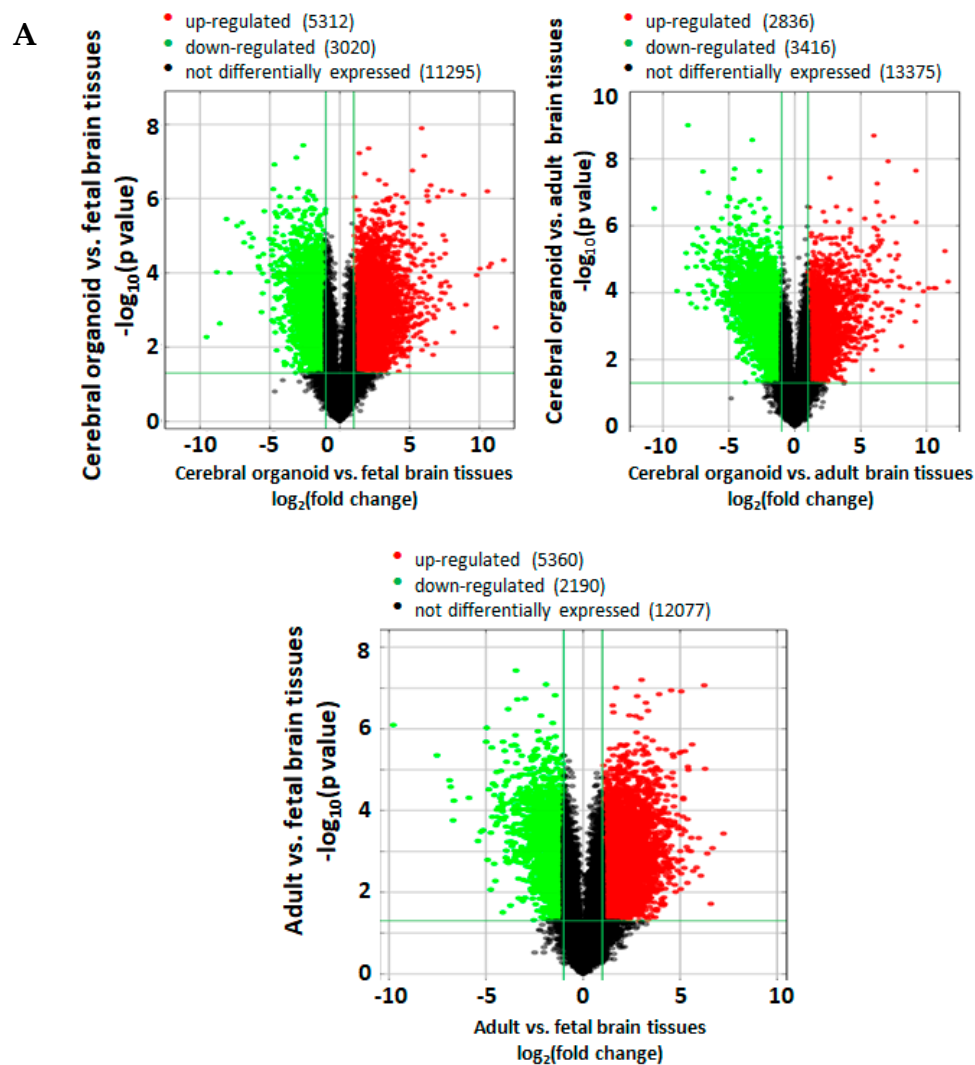 A
up-regulated (5312)
down-regulated (3020)
not differentially expressed (11295)
Cerebral organoid vs. fetal brain tissues
-log₁₀(p value)
8
6
4
2
0
-10 -5 0 5 10
Cerebral organoid vs. fetal brain tissues
log₂(fold change)
up-regulated (2836)
down-regulated (3416)
not differentially expressed (13375)
Cerebral organoid vs. adult brain tissues
-log₁₀(p value)
10
8
6
4
2
0
-10 -5 0 5 10
Cerebral organoid vs. adult brain tissues
log₂(fold change)
up-regulated (5360)
down-regulated (2190)
not differentially expressed (12077)
Adult vs. fetal brain tissues
-log₁₀(p value)
8
6
4
2
0
-10 -5 0 5 10
Adult vs. fetal brain tissues
log₂(fold change)